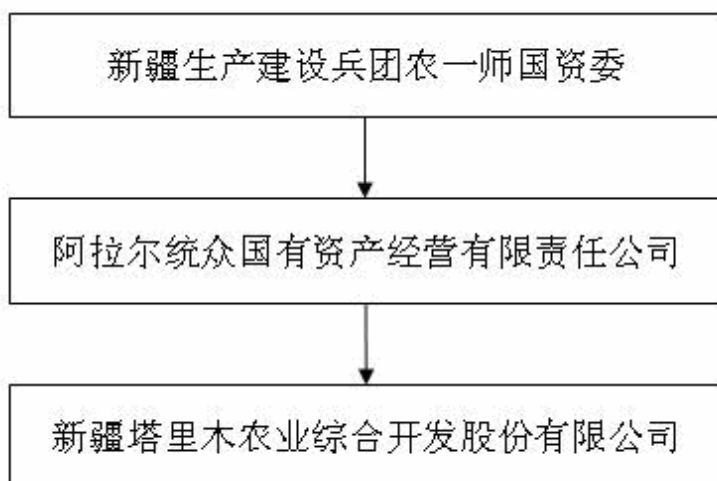 新疆生产建设兵团农一师国资委
阿拉尔统众国有资产经营有限责任公司
新疆塔里木农业综合开发股份有限公司